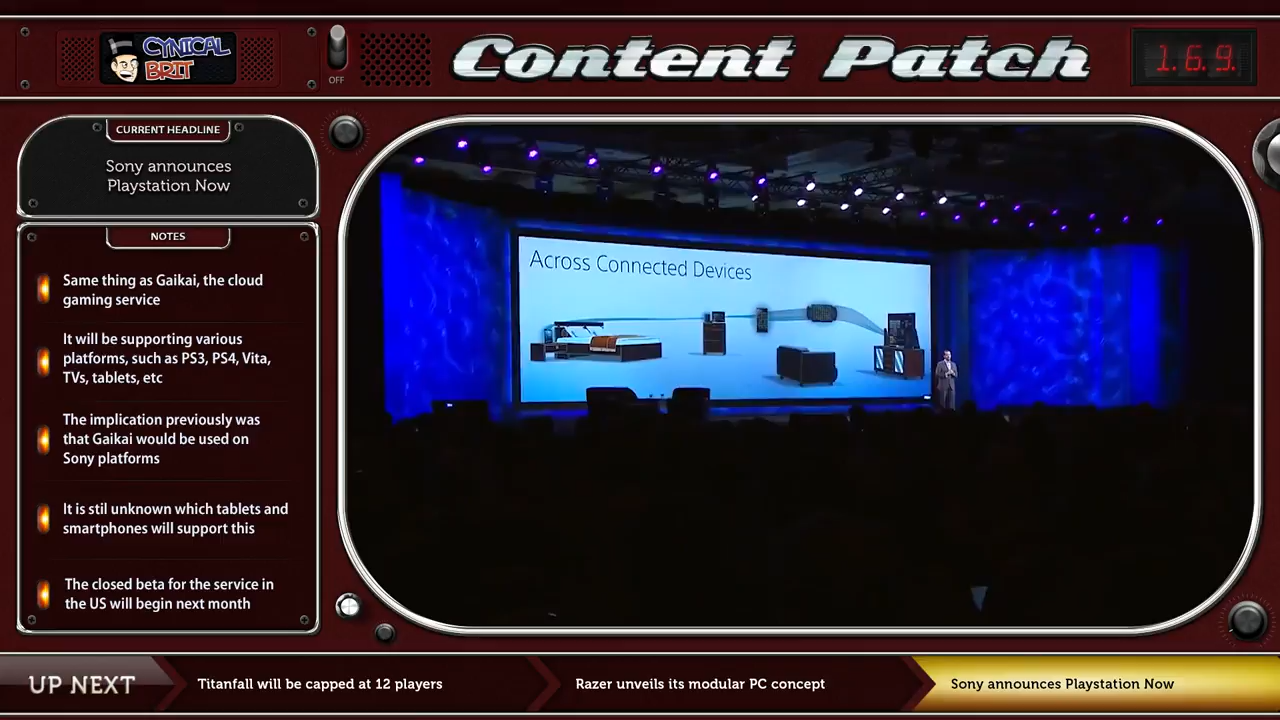 CYNICAL
BRIT
OFF
Content Patch
1.6.9.
CURRENT HEADLINE
Sony announces
Playstation Now
NOTES
Same thing as Gaikai, the cloud
gaming service
It will be supporting various
platforms, such as PS3, PS4, Vita,
TVs, tablets, etc
The implication previously was
that Gaikai would be used on
Sony platforms
It is stil unknown which tablets and
smartphones will support this
The closed beta for the service in
the US will begin next month
Across Connected Devices
UP NEXT
Titanfall will be capped at 12 players
Razer unveils its modular PC concept
Sony announces Playstation Now